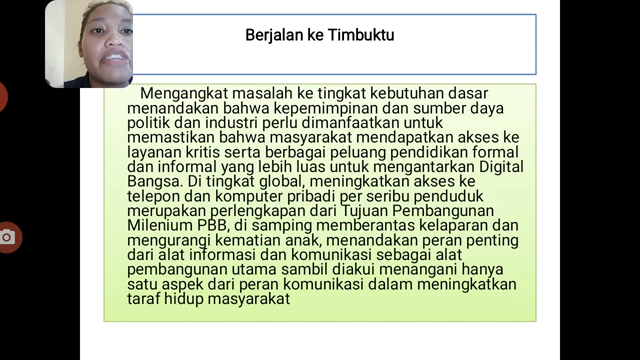 Berjalan ke Timbuktu
Mengangkat masalah ke tingkat kebutuhan dasar
menandakan bahwa kepemimpinan dan sumber daya
politik dan industri perlu dimanfaatkan untuk
memastikan bahwa masyarakat mendapatkan akses ke
layanan kritis serta berbagai peluang pendidikan formal
dan informal yang lebih luas untuk mengantarkan Digital
Bangsa. Di tingkat global, meningkatkan akses ke
telepon dan komputer pribadi per seribu penduduk
merupakan perlengkapan dari Tujuan Pembangunan
Milenium PBB, di samping memberantas kelaparan dan
mengurangi kematian anak, menandakan peran penting
dari alat informasi dan komunikasi sebagai alat
pembangunan utama sambil diakui menangani hanya
satu aspek dari peran komunikasi dalam meningkatkan
taraf hidup masyarakat